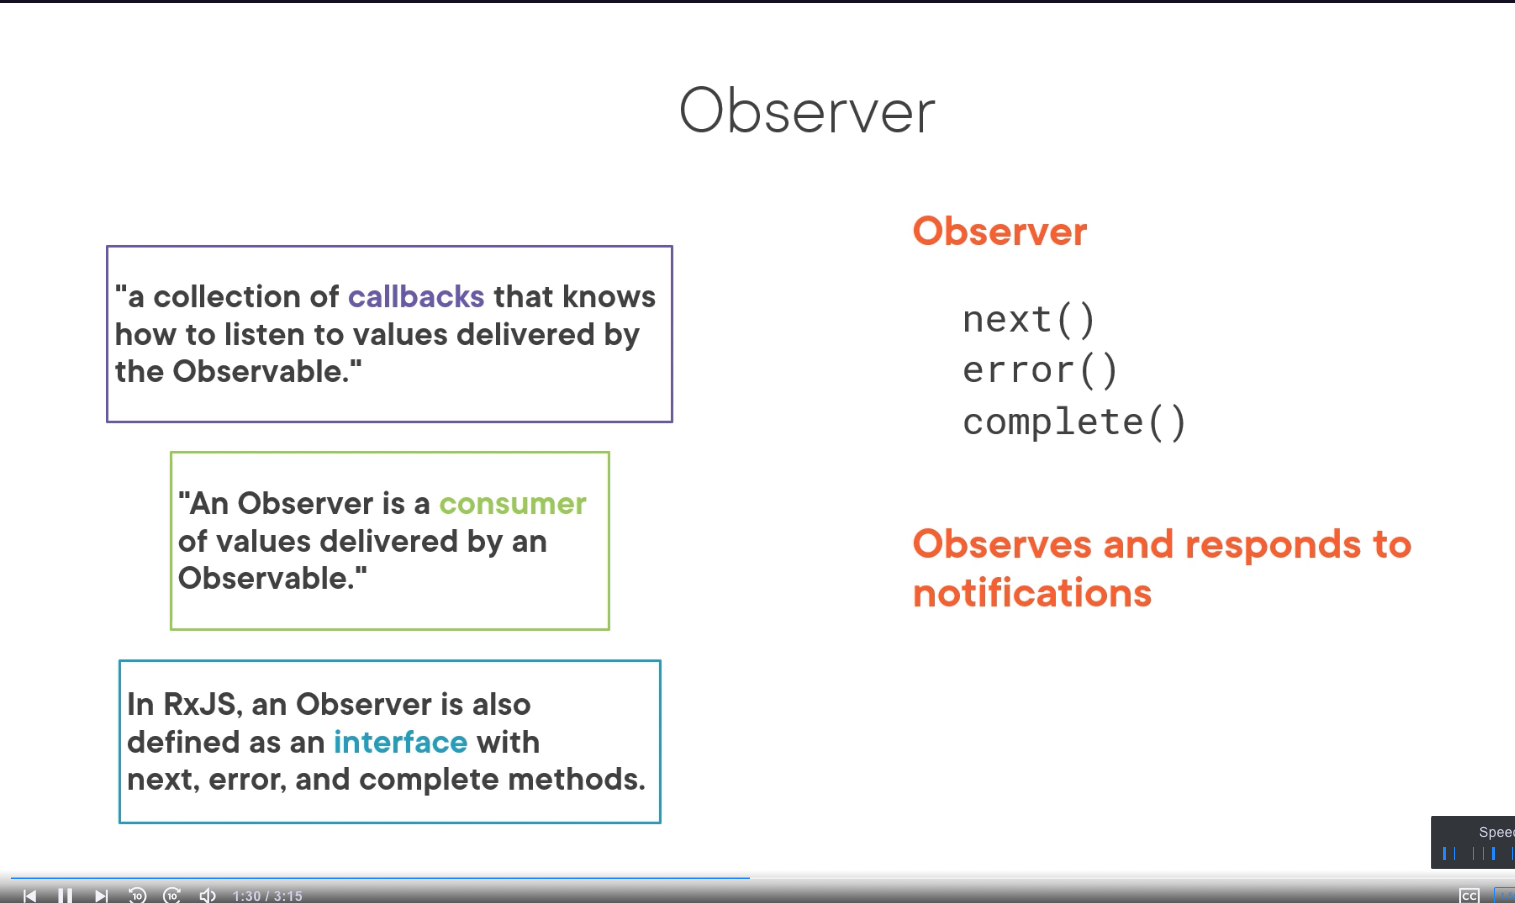 Observer
"a collection of callbacks that knows
how to listen to values delivered by
the Observable."
"An Observer is a consumer
of values delivered by an
Observable."
In RxJS, an Observer is also
defined as an interface with
next, error, and complete methods.
Observer
next()
error()
complete()
Observes and responds to
notifications
10
10
1:30 / 3:15
CC